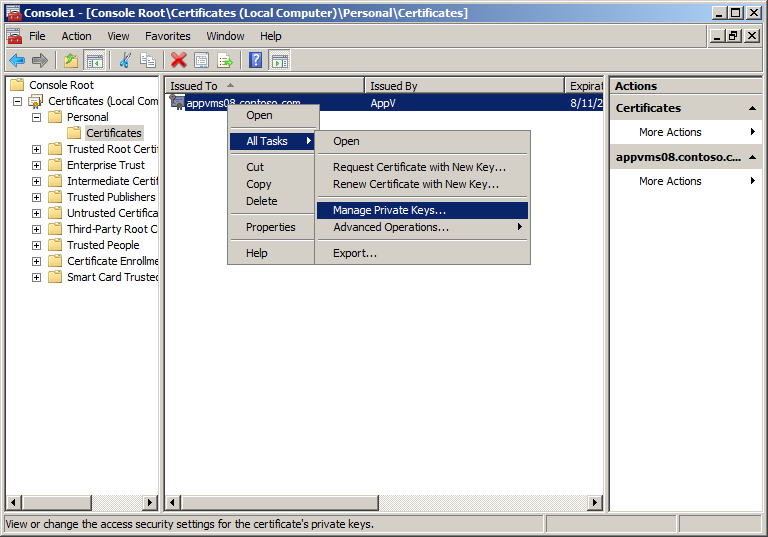 Console1 - [Console Root\Certificates (Local Computer)\Personal\Certificates]
File Action View Favorites Window Help
Console Root
Certificates (Local Com
Personal
Certificates
Trusted Root Certi
Enterprise Trust
Intermediate Certif
Trusted Publishers
Untrusted Certifica
Third-Party Root C
Trusted People
Certificate Enrollme
Smart Card Trusted
Issued To Issued By Expirat
appvms08.contoso.com AppV 8/11/2
Open
All Tasks
Cut
Copy
Delete
Properties
Help
Open
Request Certificate with New Key...
Renew Certificate with New Key...
Manage Private Keys...
Advanced Operations...
Export...
Actions
Certificates
More Actions
appvms08.contoso.c...
More Actions
View or change the access security settings for the certificate's private keys.